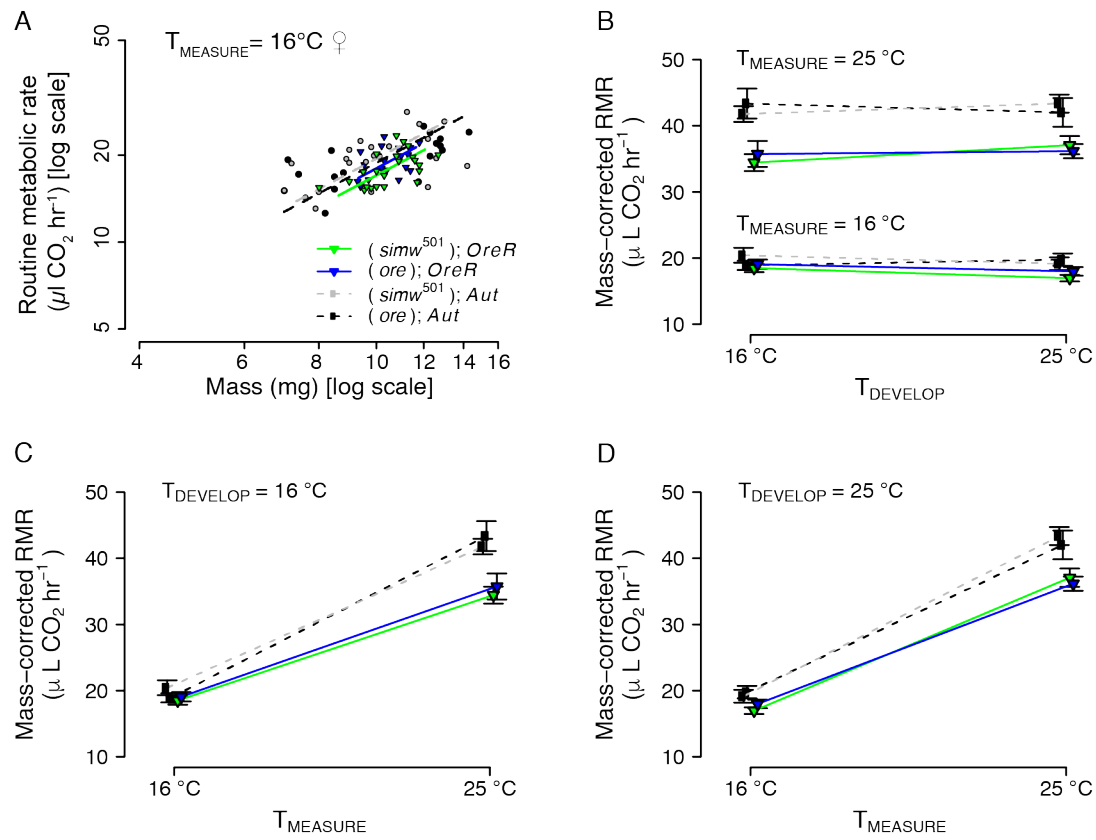 A
T_MEASURE = 16°C ♀
50
20
10
5
Routine metabolic rate
(µl CO₂ hr⁻¹) [log scale]
(simw⁵⁰¹); OreR
(ore); OreR
(simw⁵⁰¹); Aut
(ore); Aut
4 6 8 10 12 14 16
Mass (mg) [log scale]
B
T_MEASURE = 25 °C
T_MEASURE = 16 °C
50
40
30
20
10
Mass−corrected RMR
(µ L CO₂ hr⁻¹ )
16 °C 25 °C
T_DEVELOP
C
T_DEVELOP = 16 °C
50
40
30
20
10
Mass−corrected RMR
(µ L CO₂ hr⁻¹ )
16 °C 25 °C
T_MEASURE
D
T_DEVELOP = 25 °C
50
40
30
20
10
Mass−corrected RMR
(µ L CO₂ hr⁻¹ )
16 °C 25 °C
T_MEASURE